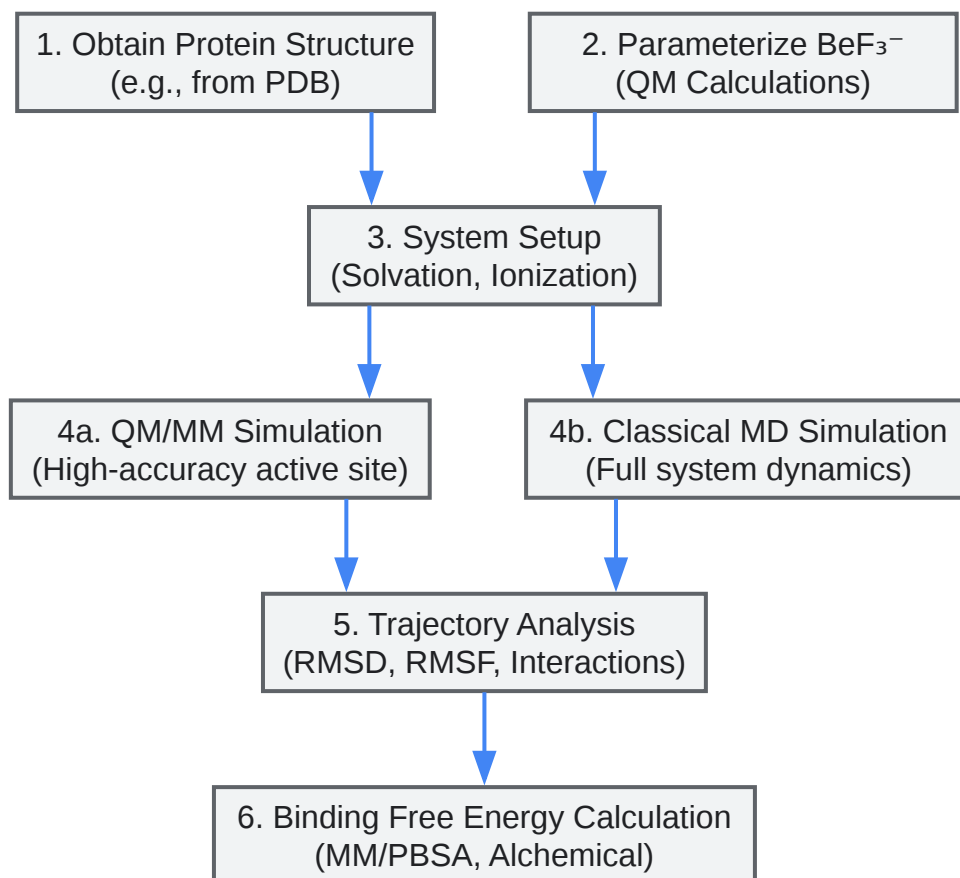 1. Obtain Protein Structure
(e.g., from PDB)
2. Parameterize BeF₃⁻
(QM Calculations)
3. System Setup
(Solvation, Ionization)
4a. QM/MM Simulation
(High-accuracy active site)
4b. Classical MD Simulation
(Full system dynamics)
5. Trajectory Analysis
(RMSD, RMSF, Interactions)
6. Binding Free Energy Calculation
(MM/PBSA, Alchemical)